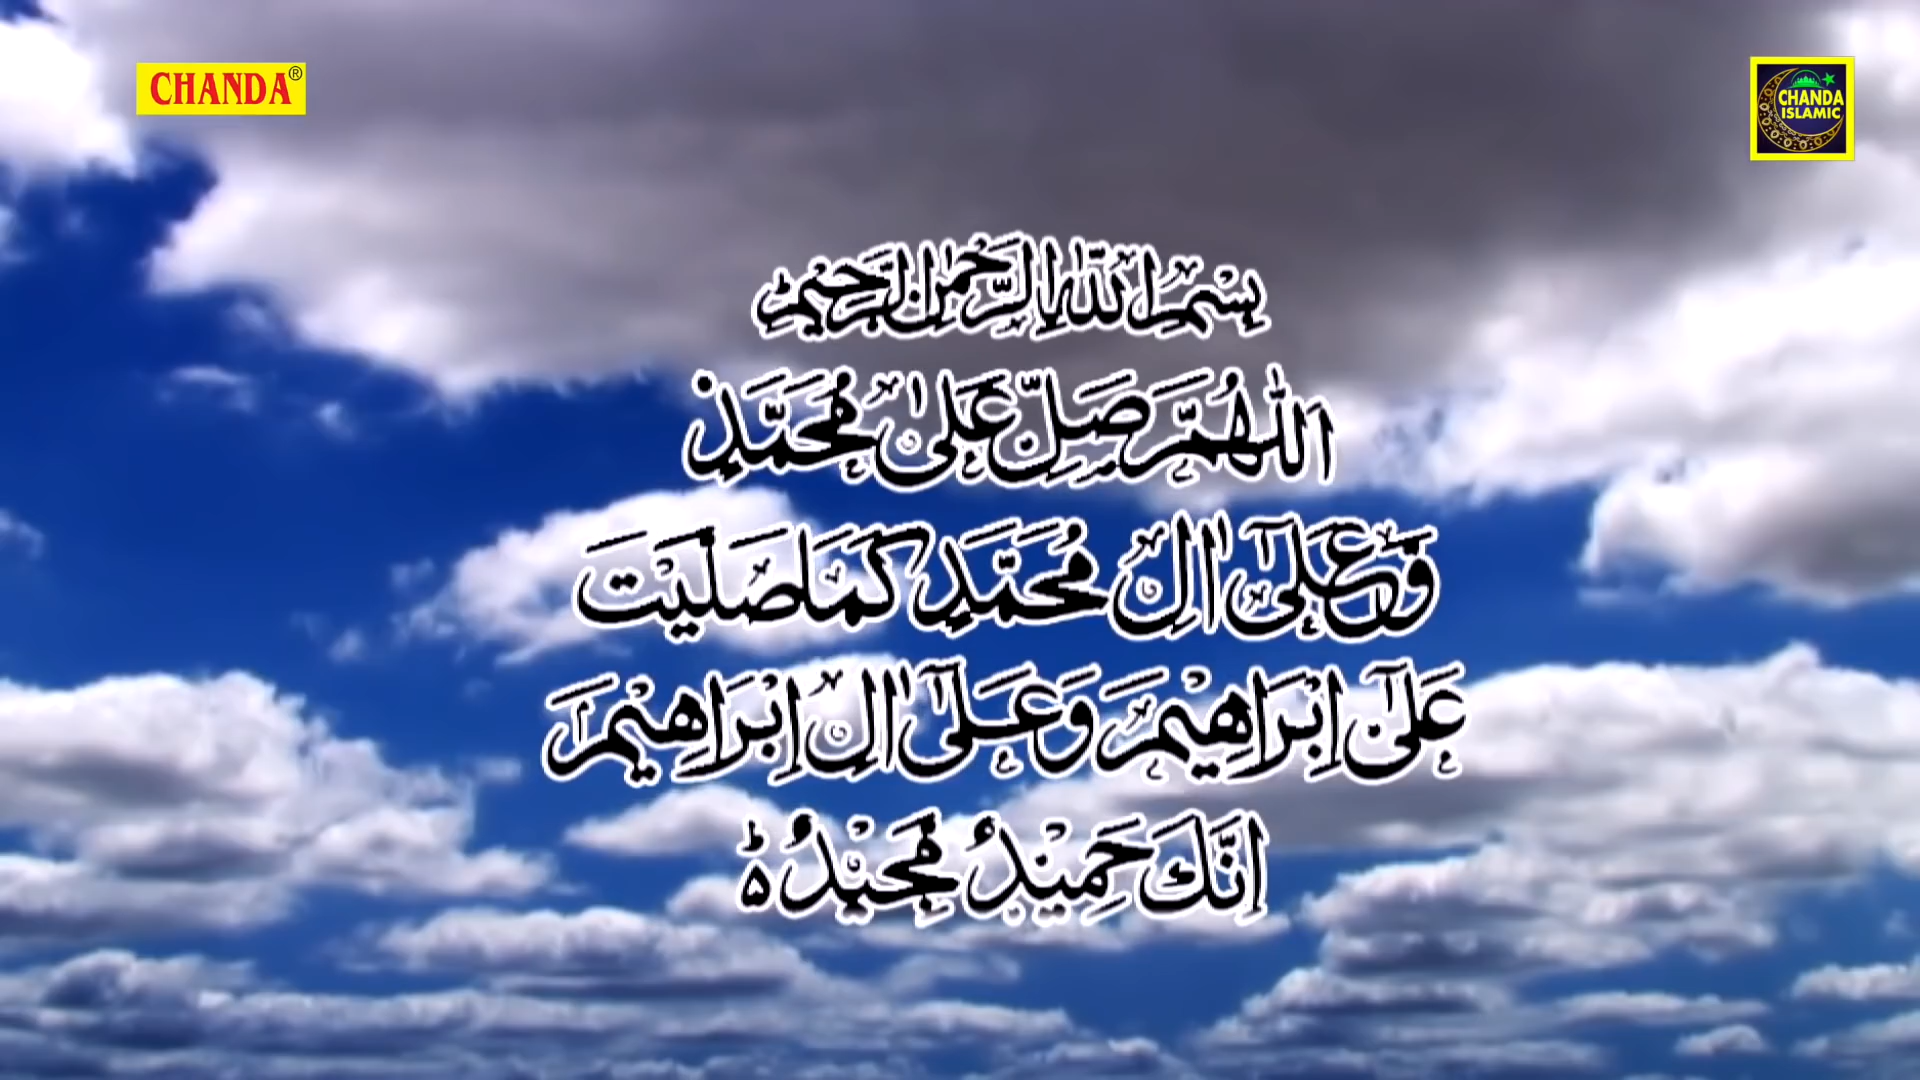 CHANDA®
CHANDA
ISLAMIC
بِسْمِ اللّٰهِ الرَّحْمٰنِ الرَّحِيْمِ ؕ
اَللّٰهُمَّ صَلِّ عَلٰى مُحَمَّدٍ
وَّعَلٰٓى اٰلِ مُحَمَّدٍ كَمَا صَلَّيْتَ
عَلٰٓى اِبْرَاهِيْمَ وَعَلٰٓى اٰلِ اِبْرَاهِيْمَ
اِنَّكَ حَمِيْدٌ مَّجِيْدٌ ؕ